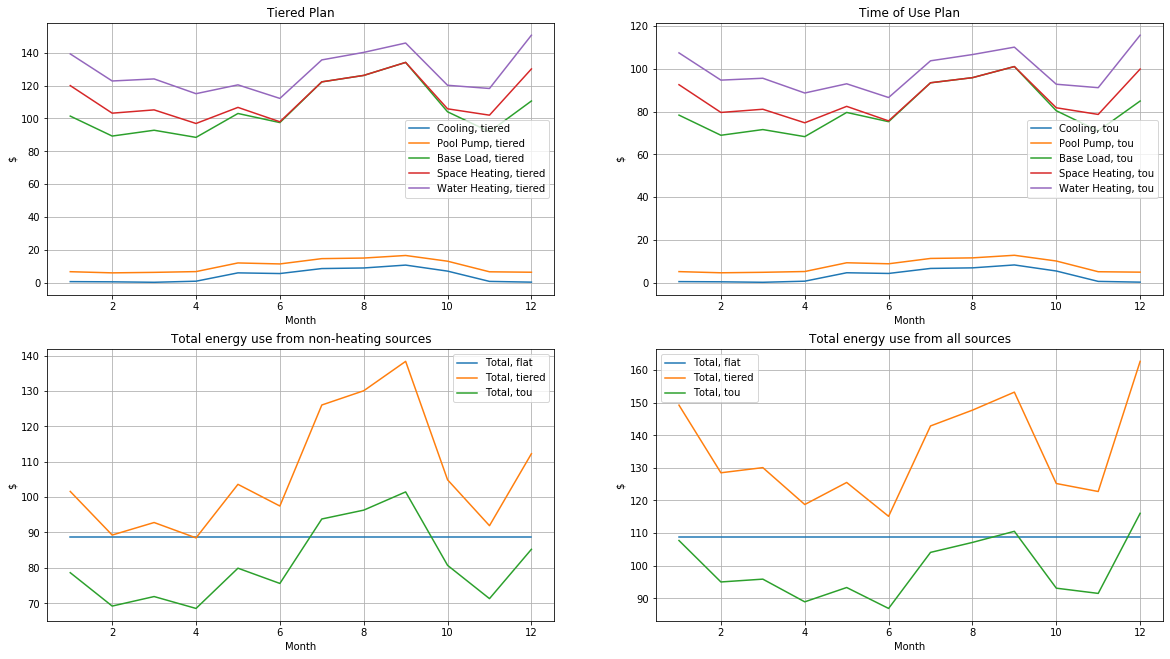 Tiered Plan
140
120
100
80
60
40
20
0
$
Cooling, tiered
Pool Pump, tiered
Base Load, tiered
Space Heating, tiered
Water Heating, tiered
2 4 6 8 10 12
Month
Time of Use Plan
120
100
80
60
40
20
0
$
Cooling, tou
Pool Pump, tou
Base Load, tou
Space Heating, tou
Water Heating, tou
2 4 6 8 10 12
Month
Total energy use from non-heating sources
140
130
120
110
100
90
80
70
$
Total, flat
Total, tiered
Total, tou
2 4 6 8 10 12
Month
Total energy use from all sources
160
150
140
130
120
110
100
90
$
Total, flat
Total, tiered
Total, tou
2 4 6 8 10 12
Month